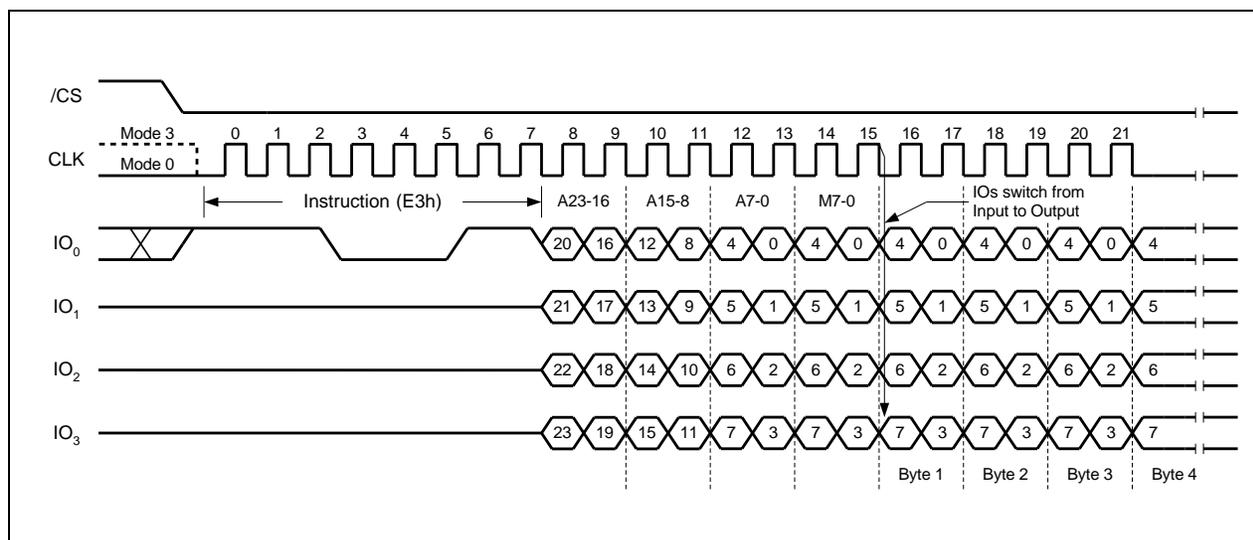 /CS
Mode 3 0 1 2 3 4 5 6 7 8 9 10 11 12 13 14 15 16 17 18 19 20 21
CLK
Mode 0
Instruction (E3h) A23-16 A15-8 A7-0 M7-0 IOs switch from
Input to Output
IO0 20 16 12 8 4 0 4 0 4 0 4 0 4 0 4
IO1 21 17 13 9 5 1 5 1 5 1 5 1 5 1 5
IO2 22 18 14 10 6 2 6 2 6 2 6 2 6 2 6
IO3 23 19 15 11 7 3 7 3 7 3 7 3 7 3 7
Byte 1 Byte 2 Byte 3 Byte 4